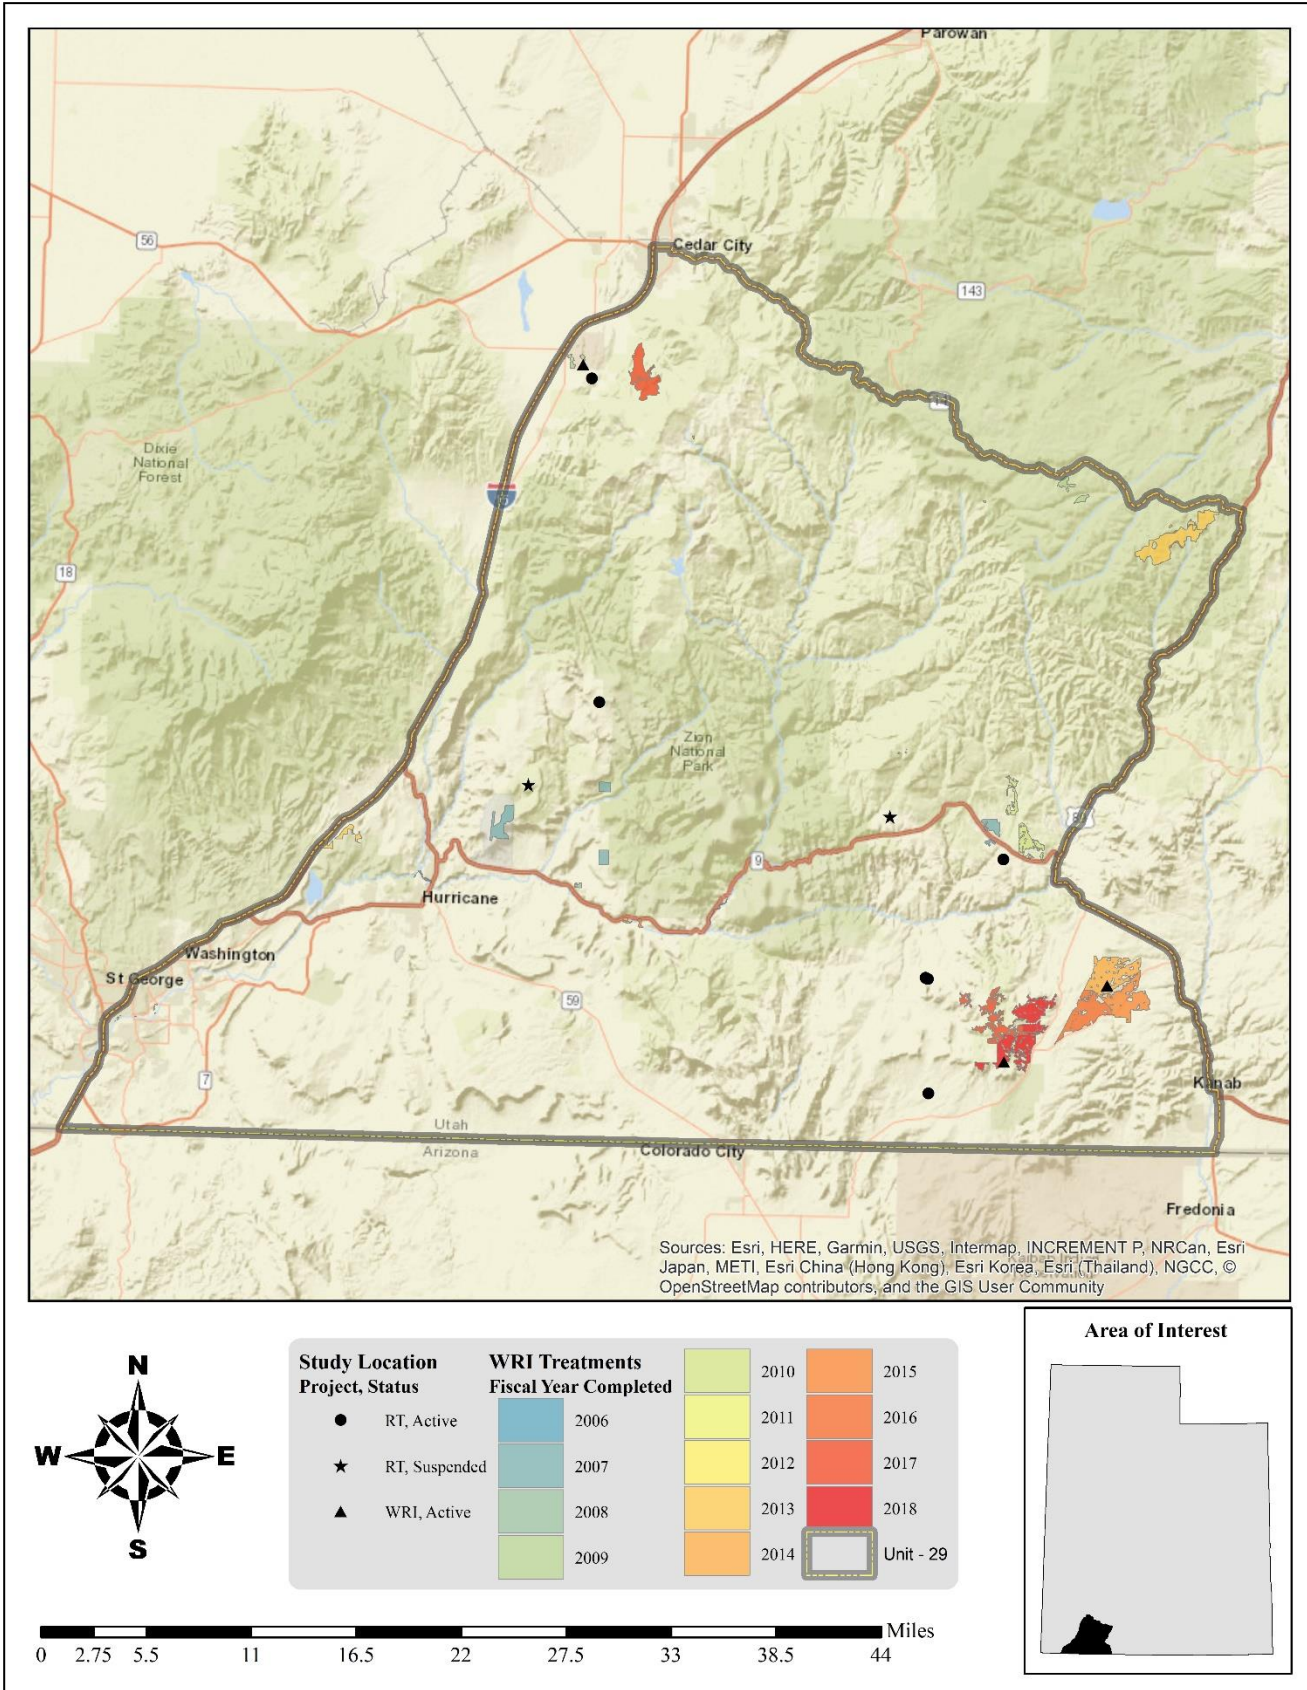 Parowan
56
Cedar City
143
14
Dixie
National
Forest
18
Zion
National
Park
9
Hurricane
Washington
St George
59
7
Kanab
Utah
Arizona
Colorado City
Fredonia
Sources: Esri, HERE, Garmin, USGS, Intermap, INCREMENT P, NRCan, Esri
Japan, METI, Esri China (Hong Kong), Esri Korea, Esri (Thailand), NGCC, ©
OpenStreetMap contributors, and the GIS User Community
N
W E
S
Study Location
Project, Status
RT, Active
RT, Suspended
WRI, Active
WRI Treatments
Fiscal Year Completed
2006
2007
2008
2009
2010
2011
2012
2013
2014
2015
2016
2017
2018
Unit - 29
Area of Interest
0 2.75 5.5 11 16.5 22 27.5 33 38.5 44 Miles